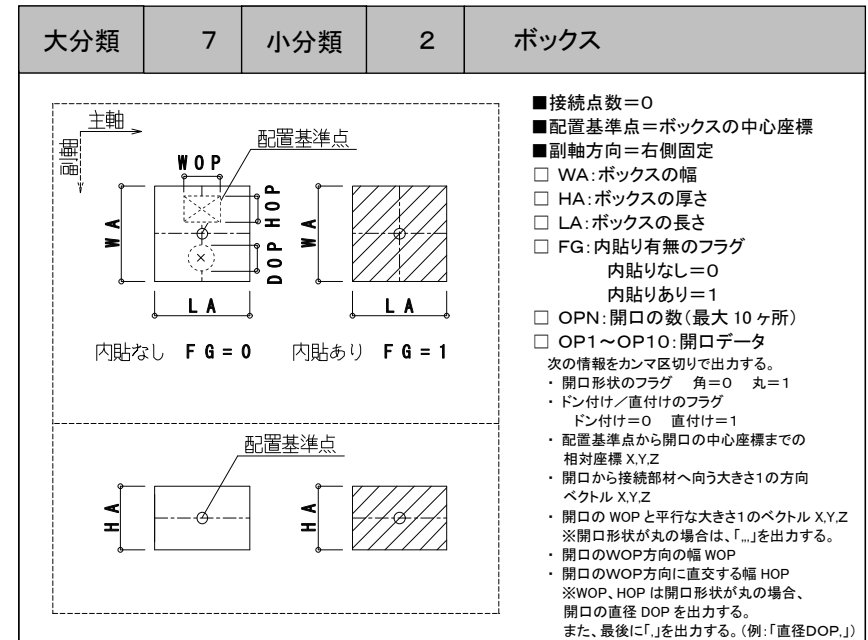 大分類 7 小分類 2 ボックス
主軸
副軸
配置基準点
WOP
WA
HOP
DOP
WA
LA
LA
内貼なし FG=0 内貼あり FG=1
配置基準点
HA
HA
■接続点数=0
■配置基準点=ボックスの中心座標
■副軸方向=右側固定
□ WA:ボックスの幅
□ HA:ボックスの厚さ
□ LA:ボックスの長さ
□ FG:内貼り有無のフラグ
内貼りなし=0
内貼りあり=1
□ OPN:開口の数(最大 10 ヶ所)
□ OP1~OP10:開口データ
次の情報をカンマ区切りで出力する。
・ 開口形状のフラグ 角=0 丸=1
・ ドン付け/直付けのフラグ
ドン付け=0 直付け=1
・ 配置基準点から開口の中心座標までの
相対座標 X,Y,Z
・ 開口から接続部材へ向う大きさ1の方向
ベクトル X,Y,Z
・ 開口の WOP と平行な大きさ1のベクトル X,Y,Z
※開口形状が丸の場合は、「,,,」を出力する。
・ 開口のWOP方向の幅 WOP
・ 開口のWOP方向に直交する幅 HOP
※WOP、HOP は開口形状が丸の場合、
開口の直径 DOP を出力する。
また、最後に「,」を出力する。(例:「直径DOP,」)